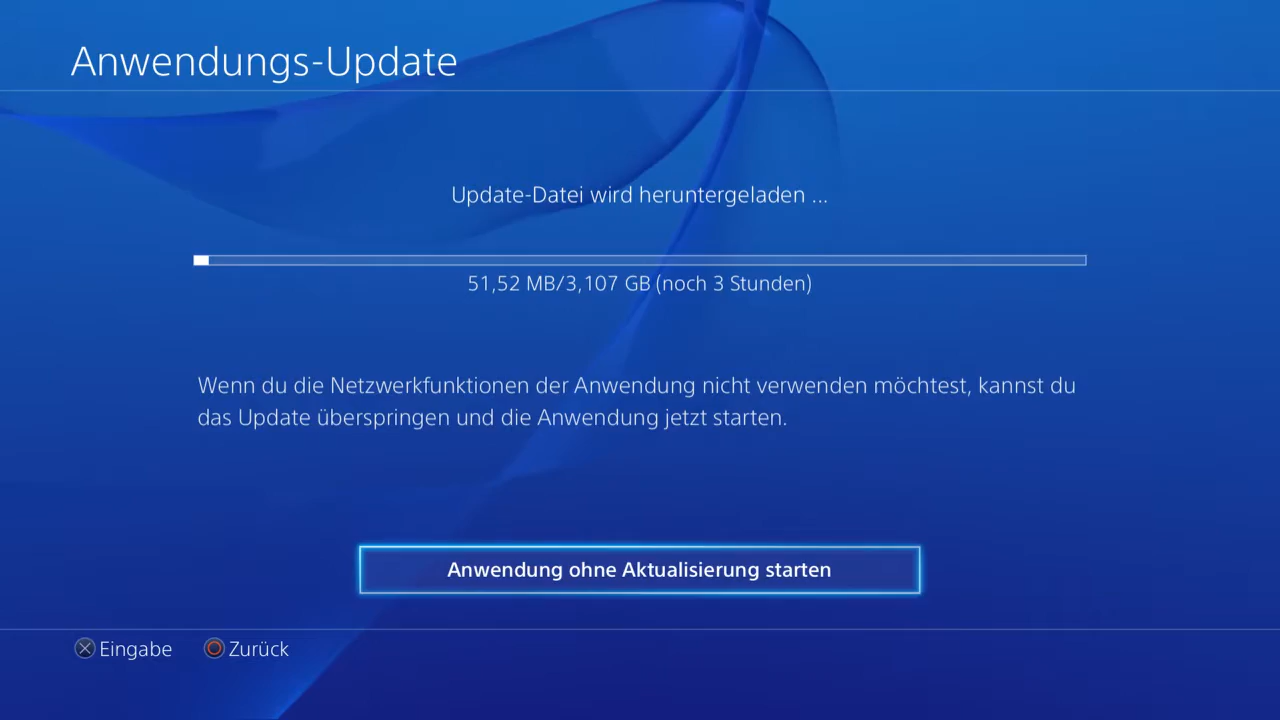 Anwendungs-Update
Update-Datei wird heruntergeladen ...
51,52 MB/3,107 GB (noch 3 Stunden)
Wenn du die Netzwerkfunktionen der Anwendung nicht verwenden möchtest, kannst du
das Update überspringen und die Anwendung jetzt starten.
Anwendung ohne Aktualisierung starten
Eingabe Zurück